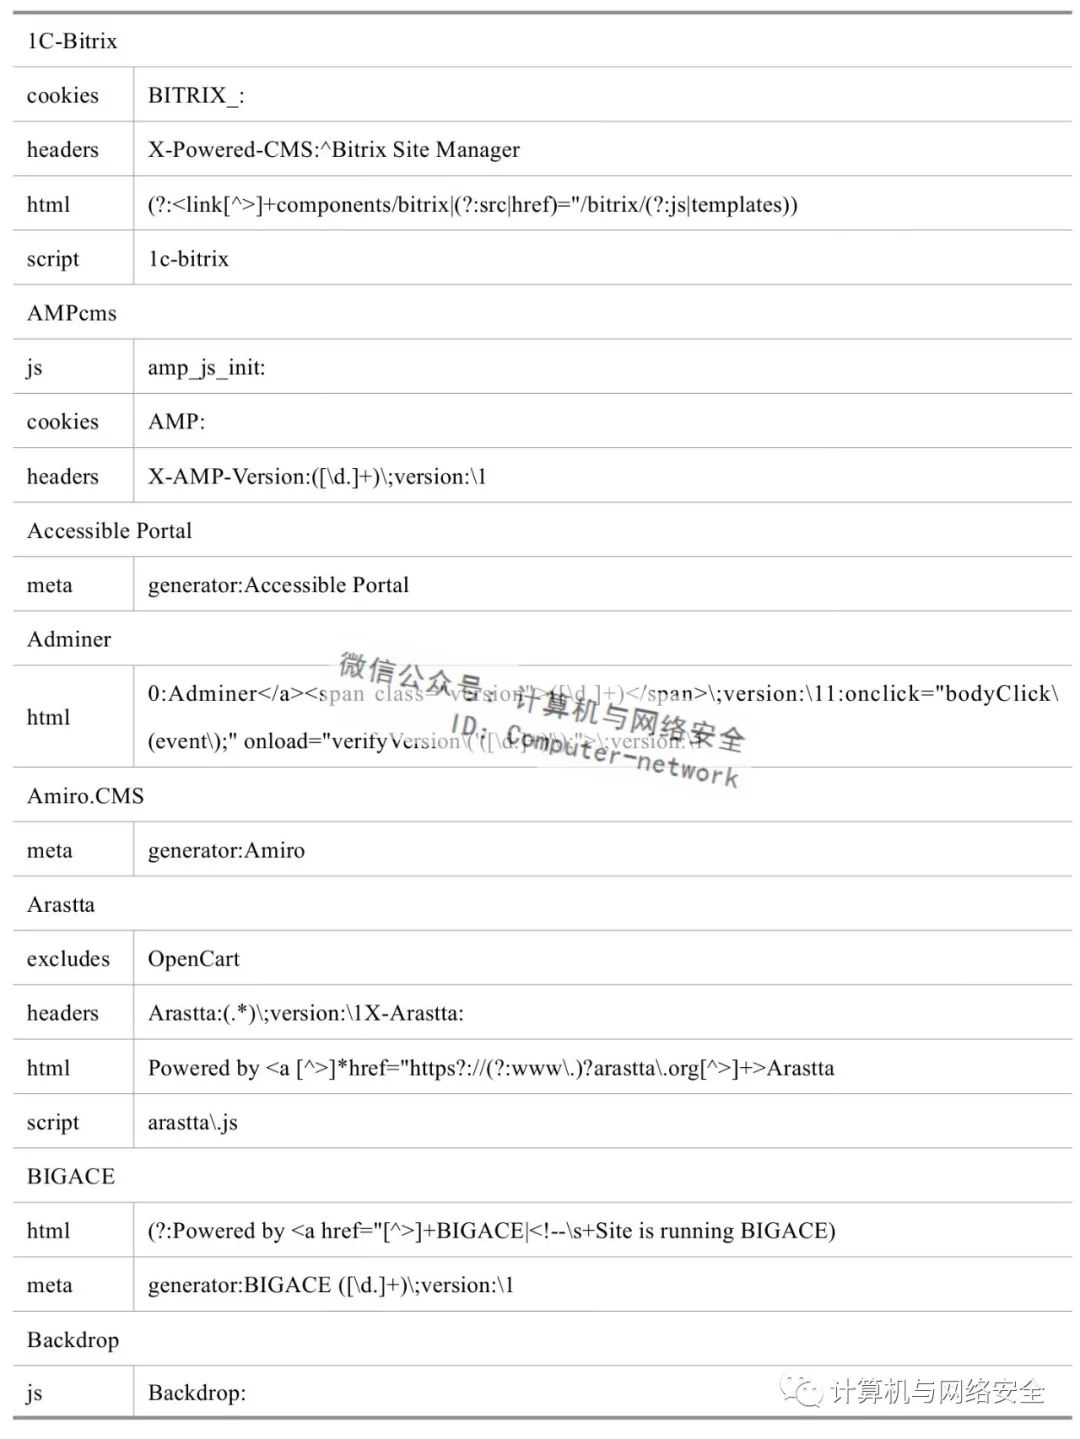 1C-Bitrix
cookies BITRIX_:
headers X-Powered-CMS:^Bitrix Site Manager
html (?:<link[^>]+components/bitrix|(?:src|href)="/bitrix/(?:js|templates))
script 1c-bitrix
AMPcms
js amp_js_init:
cookies AMP:
headers X-AMP-Version:([\d.]+)\;version:\1
Accessible Portal
meta generator:Accessible Portal
Adminer
微信公众号：计算机与网络安全
ID：Computer-network
html 0:Adminer</a><span class="version">([\d.]+)</span>\;version:\11:onclick="bodyClick\
(event\);" onload="verifyVersion\('([\d.]+)'\);">\;version:\1
Amiro.CMS
meta generator:Amiro
Arastta
excludes OpenCart
headers Arastta:(.*)\;version:\1X-Arastta:
html Powered by <a [^>]*href="https?://(?:www\.)?arastta\.org[^>]+>Arastta
script arastta\.js
BIGACE
html (?:Powered by <a href="[^>]+BIGACE|<!--\s+Site is running BIGACE)
meta generator:BIGACE ([\d.]+)\;version:\1
Backdrop
js Backdrop:
计算机与网络安全